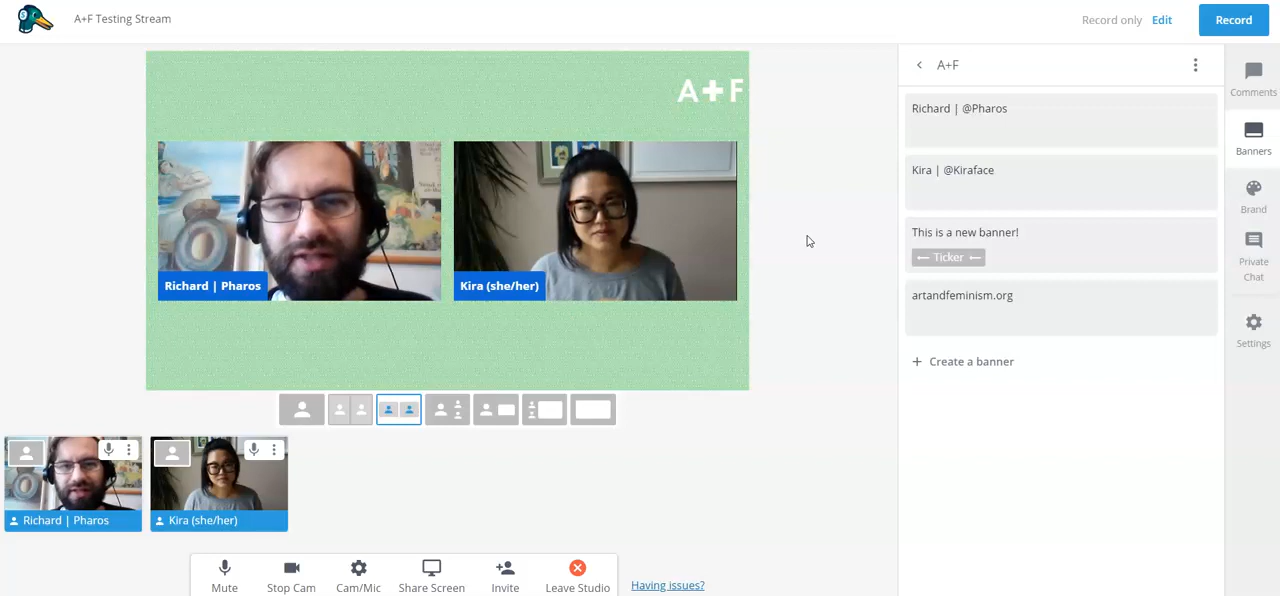 A+F Testing Stream
Record only Edit Record
A+F
A+F
Richard | @Pharos
Kira | @Kiraface
This is a new banner!
← Ticker ←
artandfeminism.org
+ Create a banner
Comments
Banners
Brand
Private
Chat
Settings
Richard | Pharos
Kira (she/her)
Richard | Pharos
Kira (she/her)
Mute
Stop Cam
Cam/Mic
Share Screen
Invite
Leave Studio
Having issues?